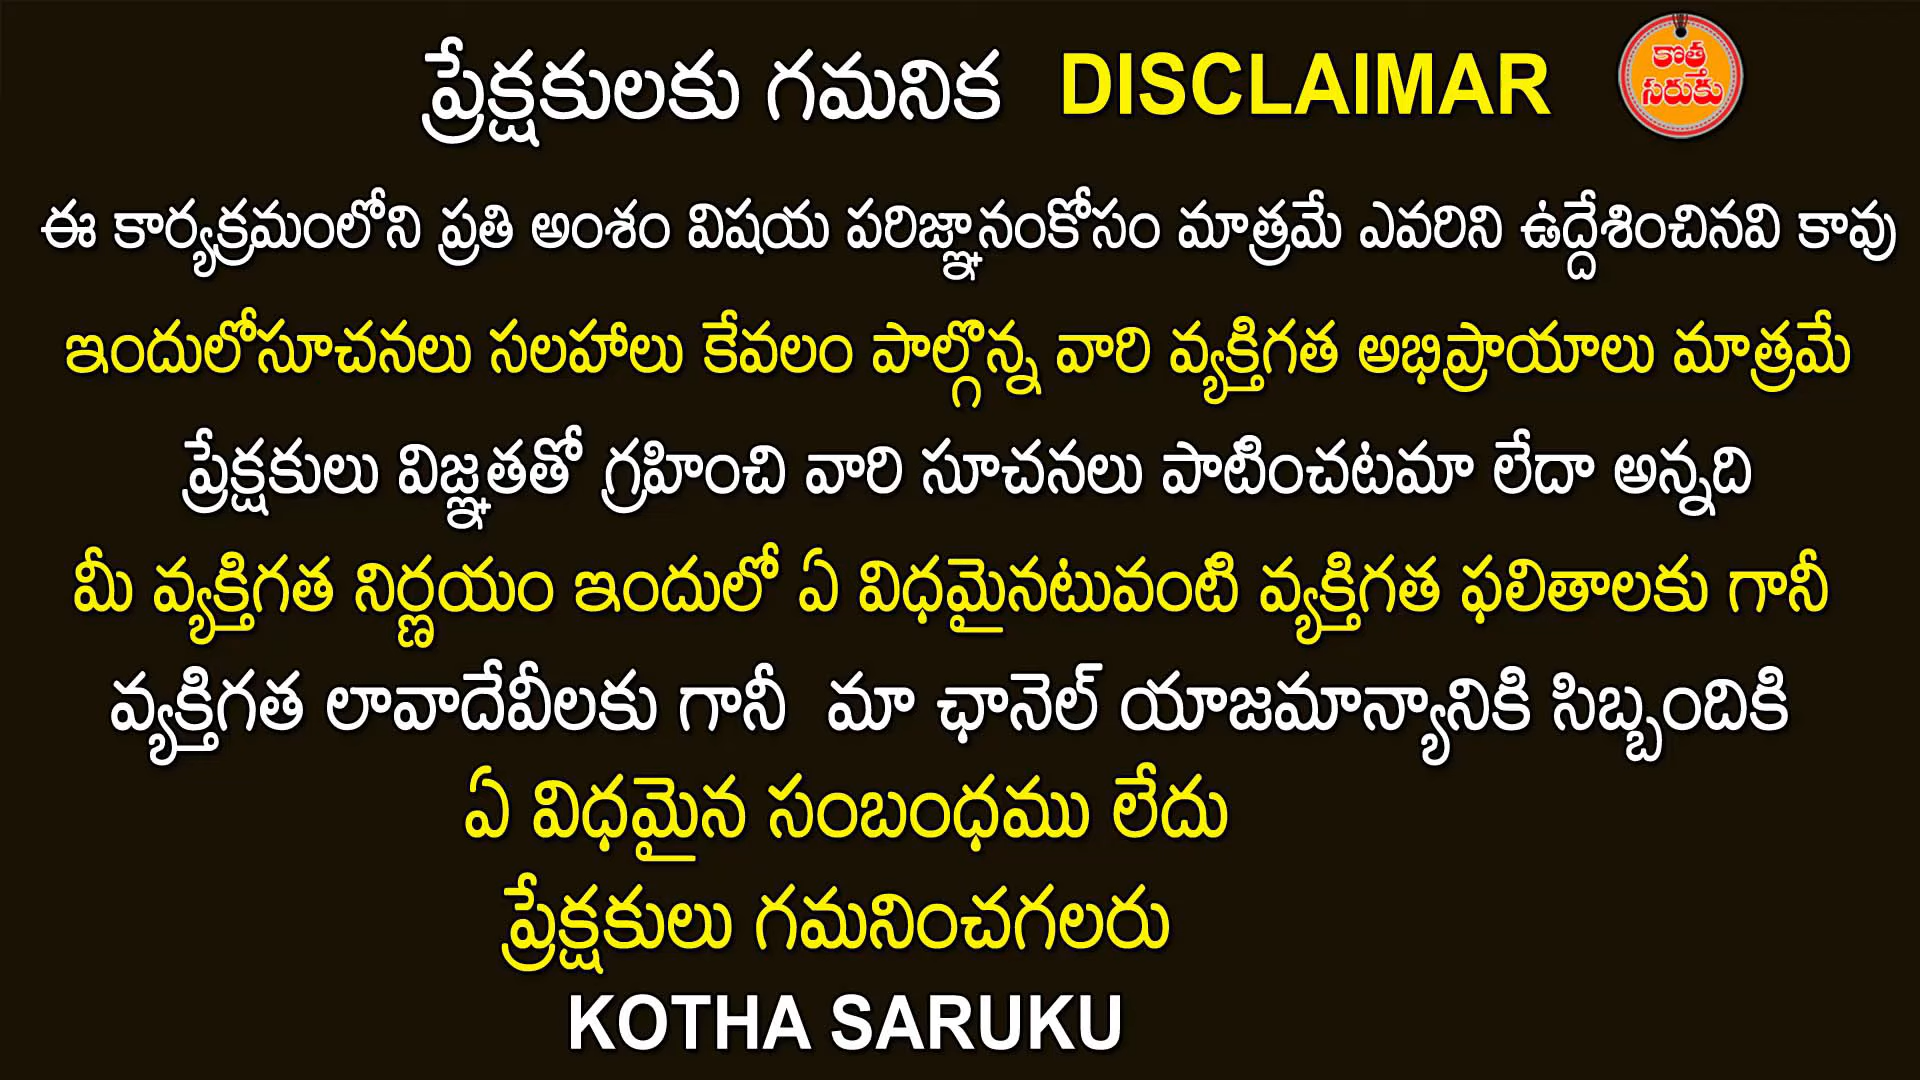 ప్రేక్షకులకు గమనిక DISCLAIMAR
కొత్త
సరుకు
ఈ కార్యక్రమంలోని ప్రతి అంశం విషయ పరిజ్ఞానంకోసం మాత్రమే ఎవరిని ఉద్దేశించినవి కావు
ఇందులోసూచనలు సలహాలు కేవలం పాల్గొన్న వారి వ్యక్తిగత అభిప్రాయాలు మాత్రమే
ప్రేక్షకులు విజ్ఞతతో గ్రహించి వారి సూచనలు పాటించటమా లేదా అన్నది
మీ వ్యక్తిగత నిర్ణయం ఇందులో ఏ విధమైనటువంటి వ్యక్తిగత ఫలితాలకు గానీ
వ్యక్తిగత లావాదేవీలకు గానీ మా ఛానెల్ యాజమాన్యానికి సిబ్బందికి
ఏ విధమైన సంబంధము లేదు
ప్రేక్షకులు గమనించగలరు
KOTHA SARUKU